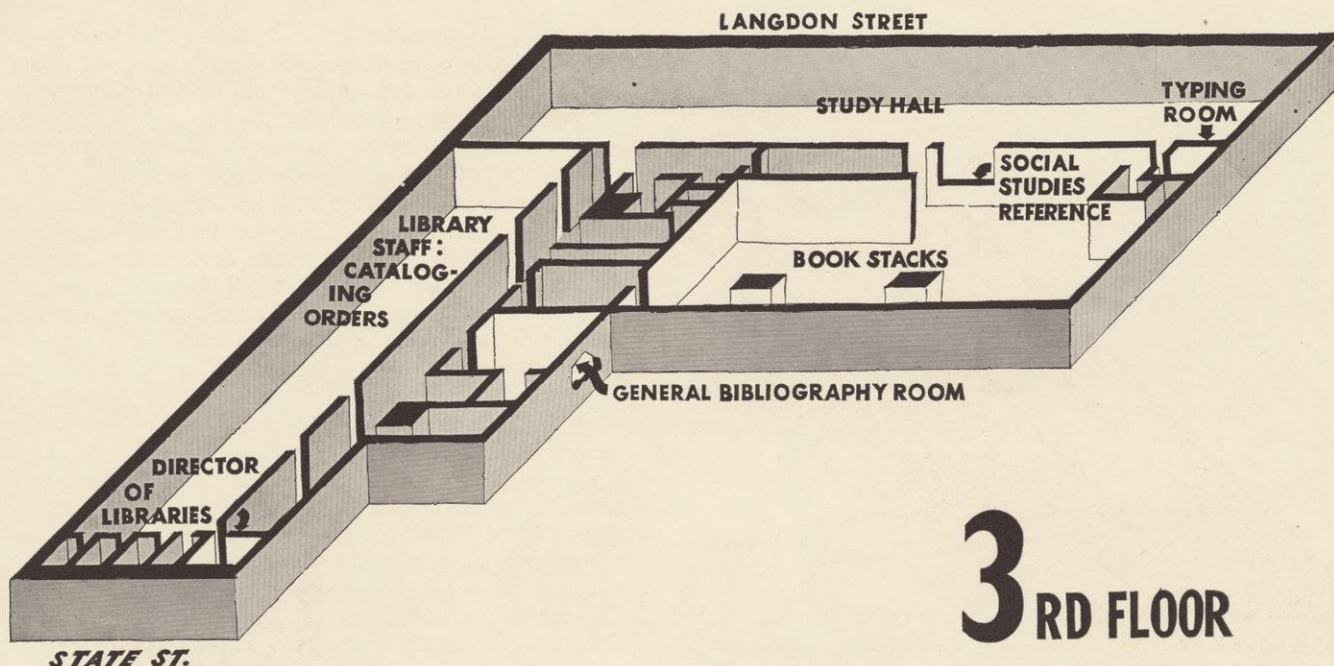 LANGDON STREET
STUDY HALL
TYPING
ROOM
SOCIAL
STUDIES
REFERENCE
LIBRARY
STAFF:
CATALOG-
ING
ORDERS
BOOK STACKS
GENERAL BIBLIOGRAPHY ROOM
DIRECTOR
OF
LIBRARIES
3RD FLOOR
STATE ST.